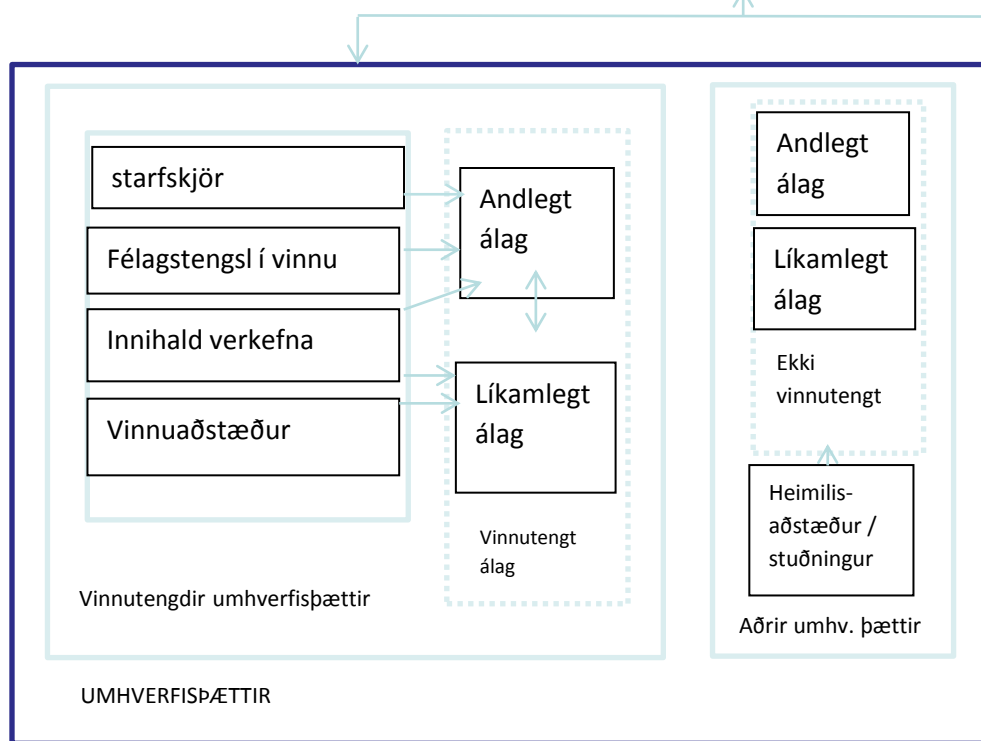 starfskjör
Félagstengsl í vinnu
Innihald verkefna
Vinnuaðstæður
Andlegt
álag
Líkamlegt
álag
Vinnutengt
álag
Vinnutengdir umhverfisþættir
Andlegt
álag
Líkamlegt
álag
Ekki
vinnutengt
Heimilis-
aðstæður /
stuðningur
Aðrir umhv. þættir
UMHVERFISÞÆTTIR